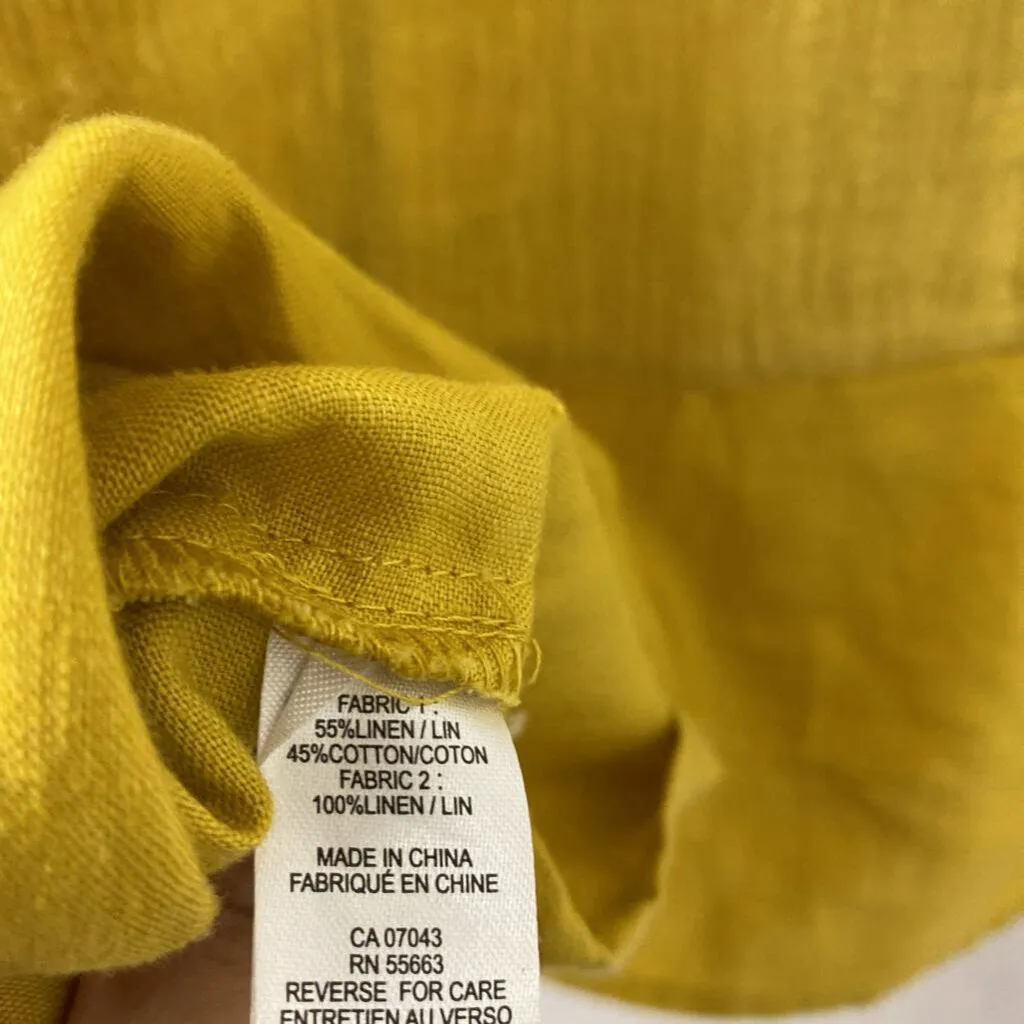 FABRIC 1 :
55%LINEN / LIN
45%COTTON/COTON
FABRIC 2 :
100%LINEN / LIN
MADE IN CHINA
FABRIQUÉ EN CHINE
CA 07043
RN 55663
REVERSE FOR CARE
ENTRETIEN AU VERSO